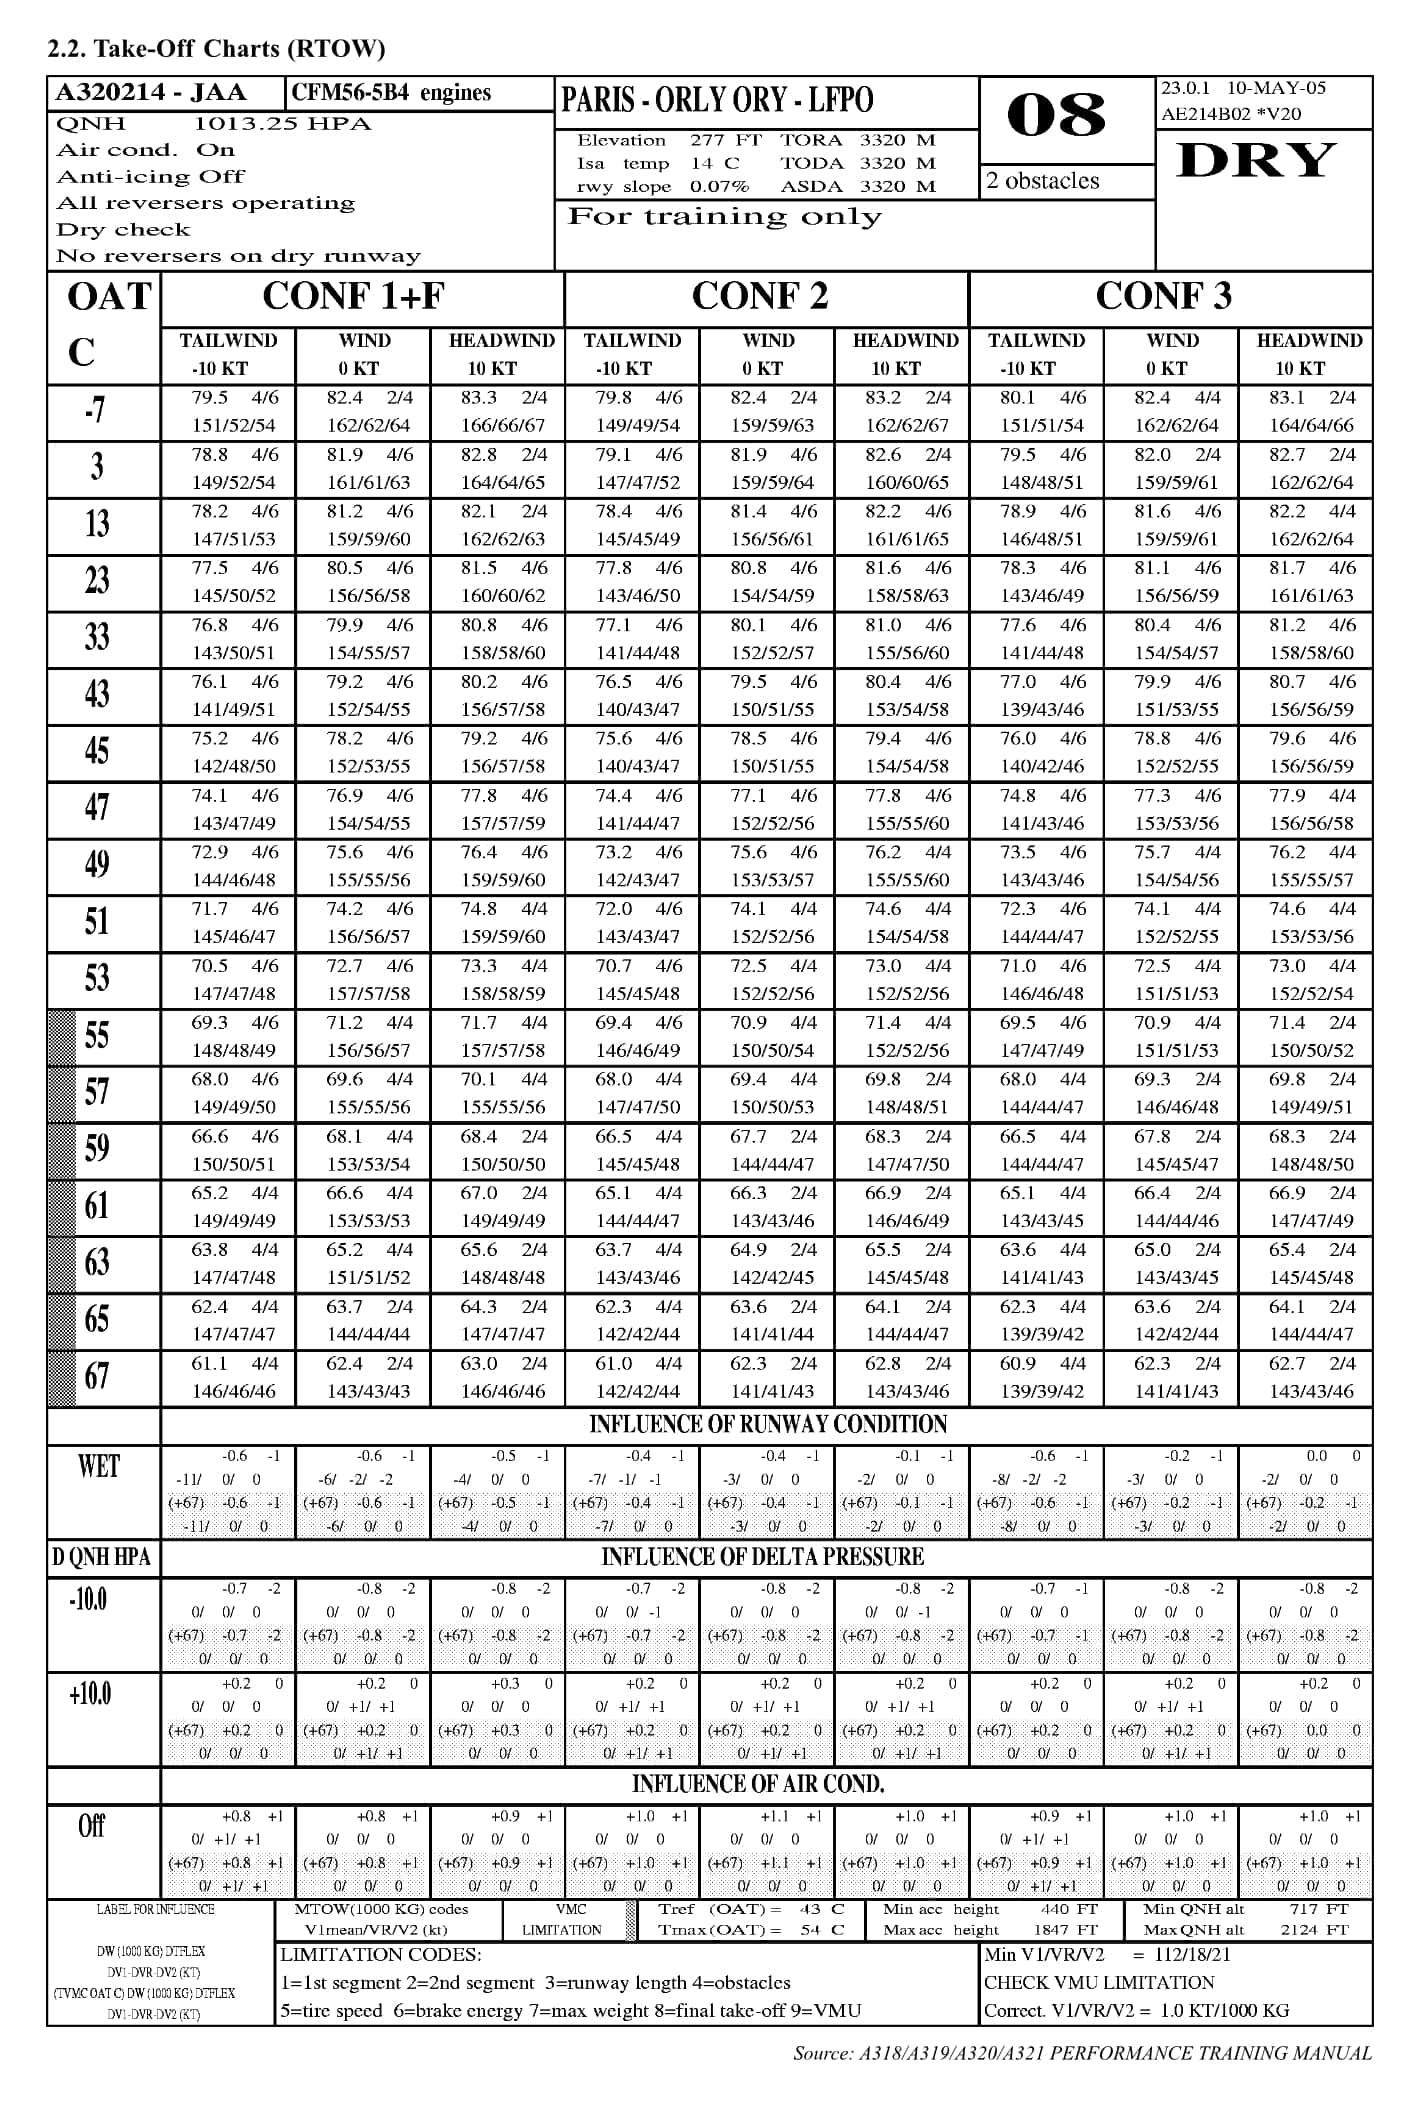 2.2. Take-Off Charts (RTOW)
A320214 - JAA CFM56-5B4 engines PARIS - ORLY ORY - LFPO 08 23.0.1 10-MAY-05
AE214B02 *V20
QNH 1013.25 HPA
Air cond. On
Anti-icing Off
All reversers operating
Dry check
No reversers on dry runway
Elevation 277 FT TORA 3320 M
Isa temp 14 C TODA 3320 M
rwy slope 0.07% ASDA 3320 M
2 obstacles
DRY
For training only
OAT CONF 1+F CONF 2 CONF 3
C TAILWIND WIND HEADWIND TAILWIND WIND HEADWIND TAILWIND WIND HEADWIND
-10 KT 0 KT 10 KT -10 KT 0 KT 10 KT -10 KT 0 KT 10 KT
-7 79.5 4/6 82.4 2/4 83.3 2/4 79.8 4/6 82.4 2/4 83.2 2/4 80.1 4/6 82.4 4/4 83.1 2/4
151/52/54 162/62/64 166/66/67 149/49/54 159/59/63 162/62/67 151/51/54 162/62/64 164/64/66
3 78.8 4/6 81.9 4/6 82.8 2/4 79.1 4/6 81.9 4/6 82.6 2/4 79.5 4/6 82.0 2/4 82.7 2/4
149/52/54 161/61/63 164/64/65 147/47/52 159/59/64 160/60/65 148/48/51 159/59/61 162/62/64
13 78.2 4/6 81.2 4/6 82.1 2/4 78.4 4/6 81.4 4/6 82.2 4/6 78.9 4/6 81.6 4/6 82.2 4/4
147/51/53 159/59/60 162/62/63 145/45/49 156/56/61 161/61/65 146/48/51 159/59/61 162/62/64
23 77.5 4/6 80.5 4/6 81.5 4/6 77.8 4/6 80.8 4/6 81.6 4/6 78.3 4/6 81.1 4/6 81.7 4/6
145/50/52 156/56/58 160/60/62 143/46/50 154/54/59 158/58/63 143/46/49 156/56/59 161/61/63
33 76.8 4/6 79.9 4/6 80.8 4/6 77.1 4/6 80.1 4/6 81.0 4/6 77.6 4/6 80.4 4/6 81.2 4/6
143/50/51 154/55/57 158/58/60 141/44/48 152/52/57 155/56/60 141/44/48 154/54/57 158/58/60
43 76.1 4/6 79.2 4/6 80.2 4/6 76.5 4/6 79.5 4/6 80.4 4/6 77.0 4/6 79.9 4/6 80.7 4/6
141/49/51 152/54/55 156/57/58 140/43/47 150/51/55 153/54/58 139/43/46 151/53/55 156/56/59
45 75.2 4/6 78.2 4/6 79.2 4/6 75.6 4/6 78.5 4/6 79.4 4/6 76.0 4/6 78.8 4/6 79.6 4/6
142/48/50 152/53/55 156/57/58 140/43/47 150/51/55 154/54/58 140/42/46 152/52/55 156/56/59
47 74.1 4/6 76.9 4/6 77.8 4/6 74.4 4/6 77.1 4/6 77.8 4/6 74.8 4/6 77.3 4/6 77.9 4/4
143/47/49 154/54/55 157/57/59 141/44/47 152/52/56 155/55/60 141/43/46 153/53/56 156/56/58
49 72.9 4/6 75.6 4/6 76.4 4/6 73.2 4/6 75.6 4/6 76.2 4/4 73.5 4/6 75.7 4/4 76.2 4/4
144/46/48 155/55/56 159/59/60 142/43/47 153/53/57 155/55/60 143/43/46 154/54/56 155/55/57
51 71.7 4/6 74.2 4/6 74.8 4/4 72.0 4/6 74.1 4/4 74.6 4/4 72.3 4/6 74.1 4/4 74.6 4/4
145/46/47 156/56/57 159/59/60 143/43/47 152/52/56 154/54/58 144/44/47 152/52/55 153/53/56
53 70.5 4/6 72.7 4/6 73.3 4/4 70.7 4/6 72.5 4/4 73.0 4/4 71.0 4/6 72.5 4/4 73.0 4/4
147/47/48 157/57/58 158/58/59 145/45/48 152/52/56 152/52/56 146/46/48 151/51/53 152/52/54
55 69.3 4/6 71.2 4/4 71.7 4/4 69.4 4/6 70.9 4/4 71.4 4/4 69.5 4/6 70.9 4/4 71.4 2/4
148/48/49 156/56/57 157/57/58 146/46/49 150/50/54 152/52/56 147/47/49 151/51/53 150/50/52
57 68.0 4/6 69.6 4/4 70.1 4/4 68.0 4/4 69.4 4/4 69.8 2/4 68.0 4/4 69.3 2/4 69.8 2/4
149/49/50 155/55/56 155/55/56 147/47/50 150/50/53 148/48/51 144/44/47 146/46/48 149/49/51
59 66.6 4/6 68.1 4/4 68.4 2/4 66.5 4/4 67.7 2/4 68.3 2/4 66.5 4/4 67.8 2/4 68.3 2/4
150/50/51 153/53/54 150/50/50 145/45/48 144/44/47 147/47/50 144/44/47 145/45/47 148/48/50
61 65.2 4/4 66.6 4/4 67.0 2/4 65.1 4/4 66.3 2/4 66.9 2/4 65.1 4/4 66.4 2/4 66.9 2/4
149/49/49 153/53/53 149/49/49 144/44/47 143/43/46 146/46/49 143/43/45 144/44/46 147/47/49
63 63.8 4/4 65.2 4/4 65.6 2/4 63.7 4/4 64.9 2/4 65.5 2/4 63.6 4/4 65.0 2/4 65.4 2/4
147/47/48 151/51/52 148/48/48 143/43/46 142/42/45 145/45/48 141/41/43 143/43/45 145/45/48
65 62.4 4/4 63.7 2/4 64.3 2/4 62.3 4/4 63.6 2/4 64.1 2/4 62.3 4/4 63.6 2/4 64.1 2/4
147/47/47 144/44/44 147/47/47 142/42/44 141/41/44 144/44/47 139/39/42 142/42/44 144/44/47
67 61.1 4/4 62.4 2/4 63.0 2/4 61.0 4/4 62.3 2/4 62.8 2/4 60.9 4/4 62.3 2/4 62.7 2/4
146/46/46 143/43/43 146/46/46 142/42/44 141/41/43 143/43/46 139/39/42 141/41/43 143/43/46
INFLUENCE OF RUNWAY CONDITION
WET -0.6 -1 -0.6 -1 -0.5 -1 -0.4 -1 -0.4 -1 -0.1 -1 -0.6 -1 -0.2 -1 0.0 0
-11/ 0/ 0 -6/ -2/ -2 -4/ 0/ 0 -7/ -1/ -1 -3/ 0/ 0 -2/ 0/ 0 -8/ -2/ -2 -3/ 0/ 0 -2/ 0/ 0
(+67) -0.6 -1 (+67) -0.6 -1 (+67) -0.5 -1 (+67) -0.4 -1 (+67) -0.4 -1 (+67) -0.1 -1 (+67) -0.6 -1 (+67) -0.2 -1 (+67) -0.2 -1
-11/ 0/ 0 -6/ 0/ 0 -4/ 0/ 0 -7/ 0/ 0 -3/ 0/ 0 -2/ 0/ 0 -8/ 0/ 0 -3/ 0/ 0 -2/ 0/ 0
D QNH HPA INFLUENCE OF DELTA PRESSURE
-10.0 -0.7 -2 -0.8 -2 -0.8 -2 -0.7 -2 -0.8 -2 -0.8 -2 -0.7 -1 -0.8 -2 -0.8 -2
0/ 0/ 0 0/ 0/ 0 0/ 0/ 0 0/ 0/ -1 0/ 0/ 0 0/ 0/ -1 0/ 0/ 0 0/ 0/ 0 0/ 0/ 0
(+67) -0.7 -2 (+67) -0.8 -2 (+67) -0.8 -2 (+67) -0.7 -2 (+67) -0.8 -2 (+67) -0.8 -2 (+67) -0.7 -1 (+67) -0.8 -2 (+67) -0.8 -2
0/ 0/ 0 0/ 0/ 0 0/ 0/ 0 0/ 0/ 0 0/ 0/ 0 0/ 0/ 0 0/ 0/ 0 0/ 0/ 0 0/ 0/ 0
+10.0 +0.2 0 +0.2 0 +0.3 0 +0.2 0 +0.2 0 +0.2 0 +0.2 0 +0.2 0 +0.2 0
0/ 0/ 0 0/ +1/ +1 0/ 0/ 0 0/ +1/ +1 0/ +1/ +1 0/ +1/ +1 0/ 0/ 0 0/ +1/ +1 0/ 0/ 0
(+67) +0.2 0 (+67) +0.2 0 (+67) +0.3 0 (+67) +0.2 0 (+67) +0.2 0 (+67) +0.2 0 (+67) +0.2 0 (+67) +0.2 0 (+67) 0.0 0
0/ 0/ 0 0/ +1/ +1 0/ 0/ 0 0/ +1/ +1 0/ +1/ +1 0/ +1/ +1 0/ 0/ 0 0/ +1/ +1 0/ 0/ 0
INFLUENCE OF AIR COND.
Off +0.8 +1 +0.8 +1 +0.9 +1 +1.0 +1 +1.1 +1 +1.0 +1 +0.9 +1 +1.0 +1 +1.0 +1
0/ +1/ +1 0/ 0/ 0 0/ 0/ 0 0/ 0/ 0 0/ 0/ 0 0/ 0/ 0 0/ +1/ +1 0/ 0/ 0 0/ 0/ 0
(+67) +0.8 +1 (+67) +0.8 +1 (+67) +0.9 +1 (+67) +1.0 +1 (+67) +1.1 +1 (+67) +1.0 +1 (+67) +0.9 +1 (+67) +1.0 +1 (+67) +1.0 +1
0/ +1/ +1 0/ 0/ 0 0/ 0/ 0 0/ 0/ 0 0/ 0/ 0 0/ 0/ 0 0/ +1/ +1 0/ 0/ 0 0/ 0/ 0
LABEL FOR INFLUENCE MTOW(1000 KG) codes VMC Tref (OAT) = 43 C Min acc height 440 FT Min QNH alt 717 FT
V1mean/VR/V2 (kt) LIMITATION Tmax(OAT) = 54 C Max acc height 1847 FT Max QNH alt 2124 FT
DW (1000 KG) DTFLEX
DV1-DVR-DV2 (KT)
(TVMC OAT C) DW (1000 KG) DTFLEX
DV1-DVR-DV2 (KT)
LIMITATION CODES:
1=1st segment 2=2nd segment 3=runway length 4=obstacles
5=tire speed 6=brake energy 7=max weight 8=final take-off 9=VMU
Min V1/VR/V2 = 112/18/21
CHECK VMU LIMITATION
Correct. V1/VR/V2 = 1.0 KT/1000 KG
Source: A318/A319/A320/A321 PERFORMANCE TRAINING MANUAL